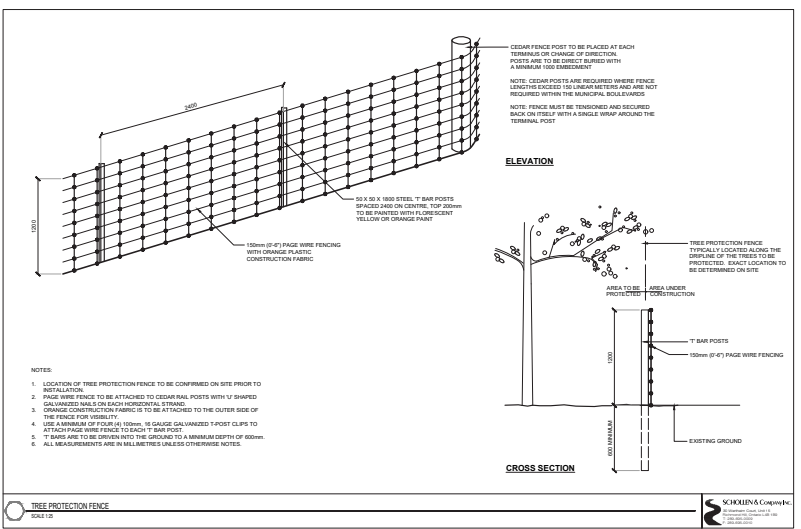 2400
1200
CEDAR FENCE POST TO BE PLACED AT EACH
TERMINUS OR CHANGE OF DIRECTION.
POSTS ARE TO BE DIRECT BURIED WITH
A MINIMUM 1000 EMBEDMENT
NOTE: CEDAR POSTS ARE REQUIRED WHERE FENCE
LENGTHS EXCEED 150 LINEAR METERS AND ARE NOT
REQUIRED WITHIN THE MUNICIPAL BOULEVARDS
NOTE: FENCE MUST BE TENSIONED AND SECURED
BACK ON ITSELF WITH A SINGLE WRAP AROUND THE
TERMINAL POST
ELEVATION
50 X 50 X 1800 STEEL 'T' BAR POSTS
SPACED 2400 ON CENTRE, TOP 200mm
TO BE PAINTED WITH FLORESCENT
YELLOW OR ORANGE PAINT
150mm (0'-6") PAGE WIRE FENCING
WITH ORANGE PLASTIC
CONSTRUCTION FABRIC
TREE PROTECTION FENCE
TYPICALLY LOCATED ALONG THE
DRIPLINE OF THE TREES TO BE
PROTECTED. EXACT LOCATION TO
BE DETERMINED ON SITE
AREA TO BE
PROTECTED
AREA UNDER
CONSTRUCTION
1200
'T' BAR POSTS
150mm (0'-6") PAGE WIRE FENCING
600 MINIMUM
EXISTING GROUND
CROSS SECTION
NOTES:
1. LOCATION OF TREE PROTECTION FENCE TO BE CONFIRMED ON SITE PRIOR TO
INSTALLATION.
2. PAGE WIRE FENCE TO BE ATTACHED TO CEDAR RAIL POSTS WITH 'U' SHAPED
GALVANIZED NAILS ON EACH HORIZONTAL STRAND.
3. ORANGE CONSTRUCTION FABRIC IS TO BE ATTACHED TO THE OUTER SIDE OF
THE FENCE FOR VISIBILITY.
4. USE A MINIMUM OF FOUR (4) 100mm, 16 GAUGE GALVANIZED T-POST CLIPS TO
ATTACH PAGE WIRE FENCE TO EACH 'T' BAR POST.
5. 'T' BARS ARE TO BE DRIVEN INTO THE GROUND TO A MINIMUM DEPTH OF 600mm.
6. ALL MEASUREMENTS ARE IN MILLIMETRES UNLESS OTHERWISE NOTES.
TREE PROTECTION FENCE
SCALE 1:25
SCHOLLEN & Company Inc.